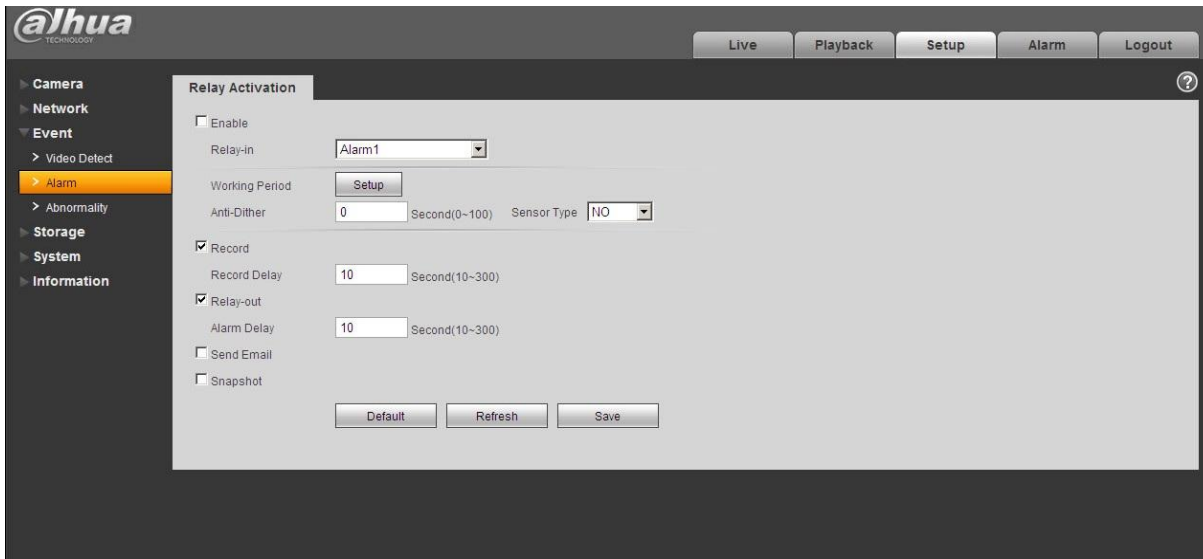 alhua
TECHNOLOGY
Live Playback Setup Alarm Logout
Camera
Network
Event
Video Detect
Alarm
Abnormality
Storage
System
Information
Relay Activation
?
Enable
Relay-in Alarm1
Working Period Setup
Anti-Dither 0 Second(0~100) Sensor Type NO
Record
Record Delay 10 Second(10~300)
Relay-out
Alarm Delay 10 Second(10~300)
Send Email
Snapshot
Default Refresh Save